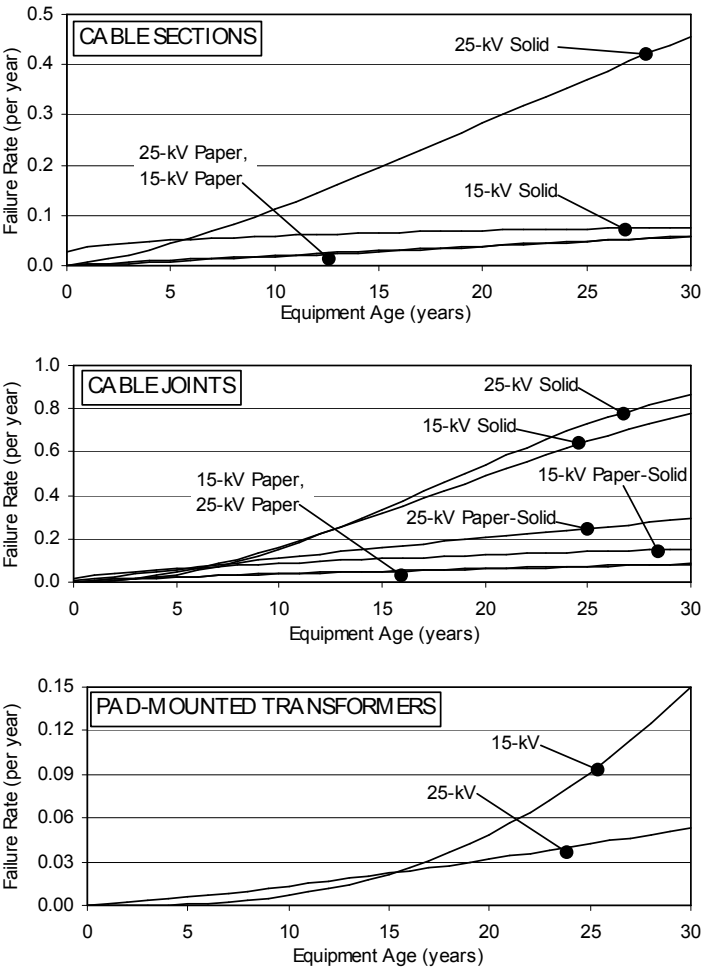 CABLE SECTIONS
Failure Rate (per year)
0.5
0.4
0.3
0.2
0.1
0.0
25-kV Solid
25-kV Paper,
15-kV Paper
15-kV Solid
0 5 10 15 20 25 30
Equipment Age (years)
CABLE JOINTS
Failure Rate (per year)
1.0
0.8
0.6
0.4
0.2
0.0
25-kV Solid
15-kV Solid
15-kV Paper,
25-kV Paper
15-kV Paper-Solid
25-kV Paper-Solid
0 5 10 15 20 25 30
Equipment Age (years)
PAD-MOUNTED TRANSFORMERS
Failure Rate (per year)
0.15
0.12
0.09
0.06
0.03
0.00
15-kV
25-kV
0 5 10 15 20 25 30
Equipment Age (years)